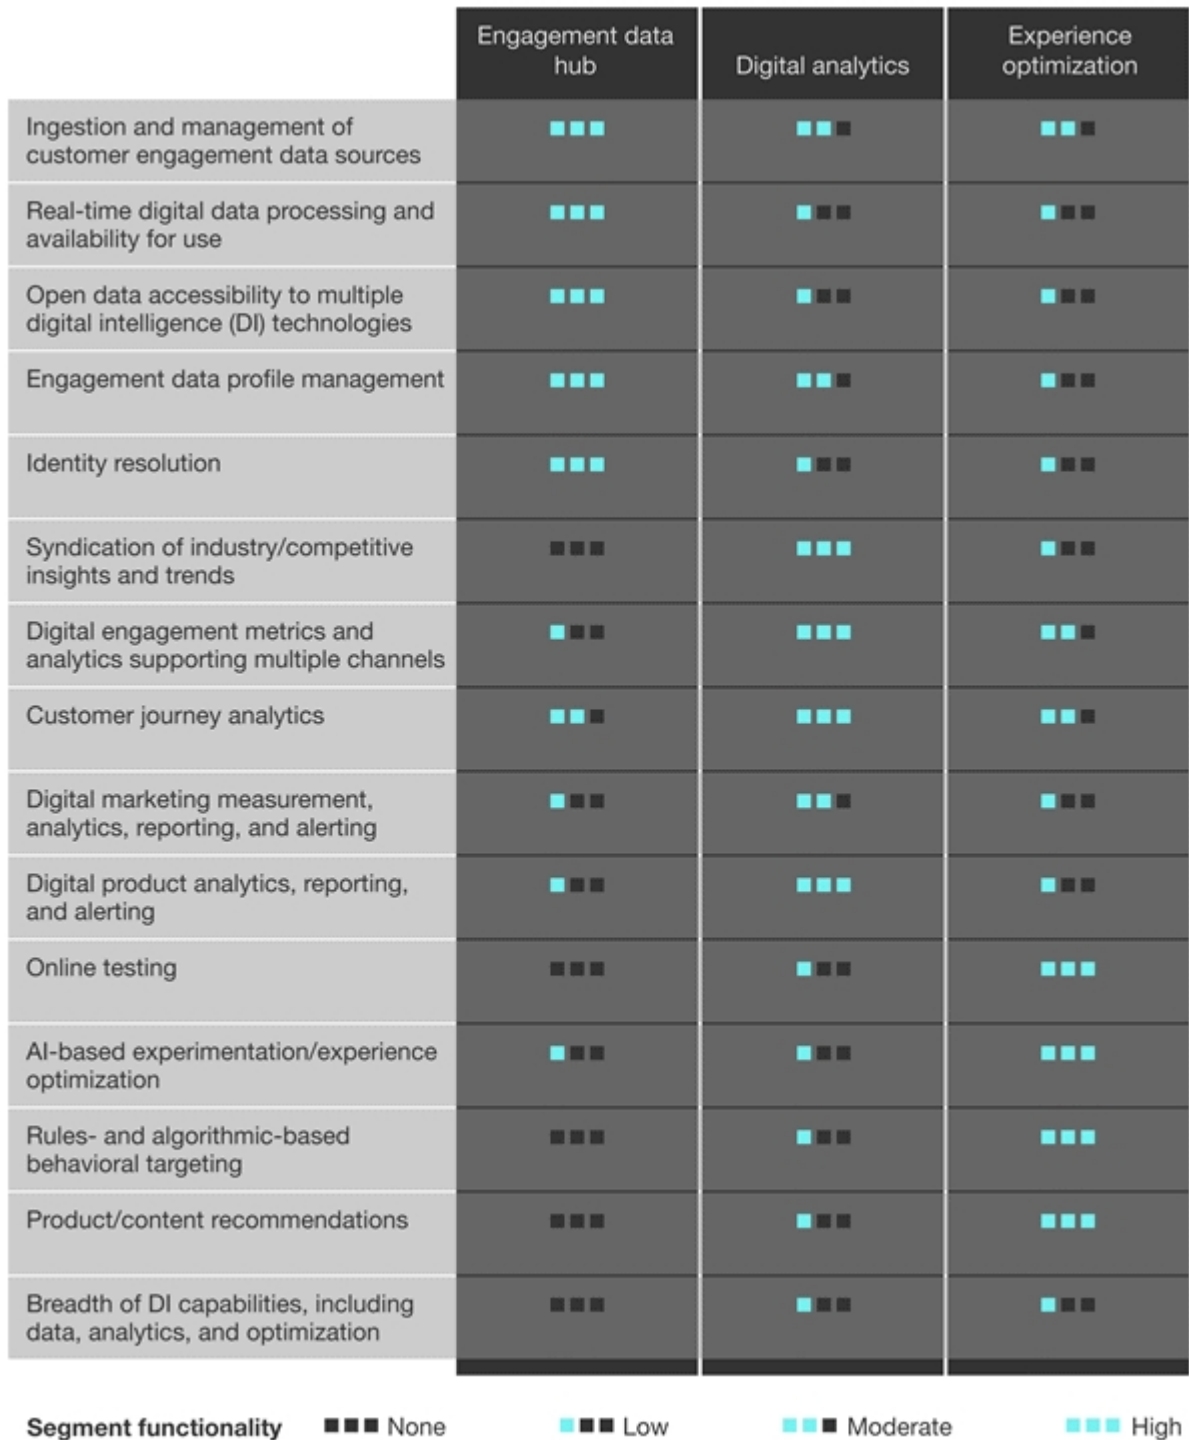 Engagement data
hub
Digital analytics
Experience
optimization
Ingestion and management of
customer engagement data sources
Real-time digital data processing and
availability for use
Open data accessibility to multiple
digital intelligence (DI) technologies
Engagement data profile management
Identity resolution
Syndication of industry/competitive
insights and trends
Digital engagement metrics and
analytics supporting multiple channels
Customer journey analytics
Digital marketing measurement,
analytics, reporting, and alerting
Digital product analytics, reporting,
and alerting
Online testing
AI-based experimentation/experience
optimization
Rules- and algorithmic-based
behavioral targeting
Product/content recommendations
Breadth of DI capabilities, including
data, analytics, and optimization
Segment functionality None Low Moderate High